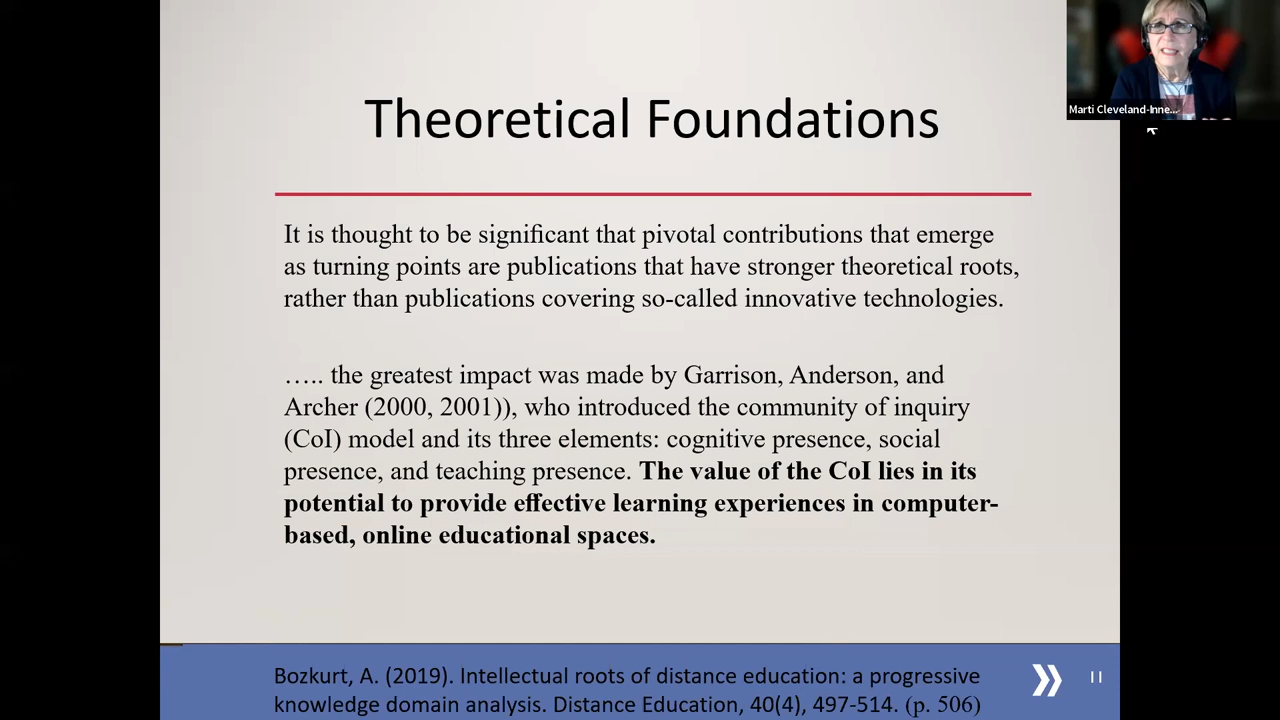 Theoretical Foundations
Marti Cleveland-Inne...
It is thought to be significant that pivotal contributions that emerge
as turning points are publications that have stronger theoretical roots,
rather than publications covering so-called innovative technologies.
….. the greatest impact was made by Garrison, Anderson, and
Archer (2000, 2001)), who introduced the community of inquiry
(CoI) model and its three elements: cognitive presence, social
presence, and teaching presence. The value of the CoI lies in its
potential to provide effective learning experiences in computer-
based, online educational spaces.
Bozkurt, A. (2019). Intellectual roots of distance education: a progressive
knowledge domain analysis. Distance Education, 40(4), 497-514. (p. 506)
11